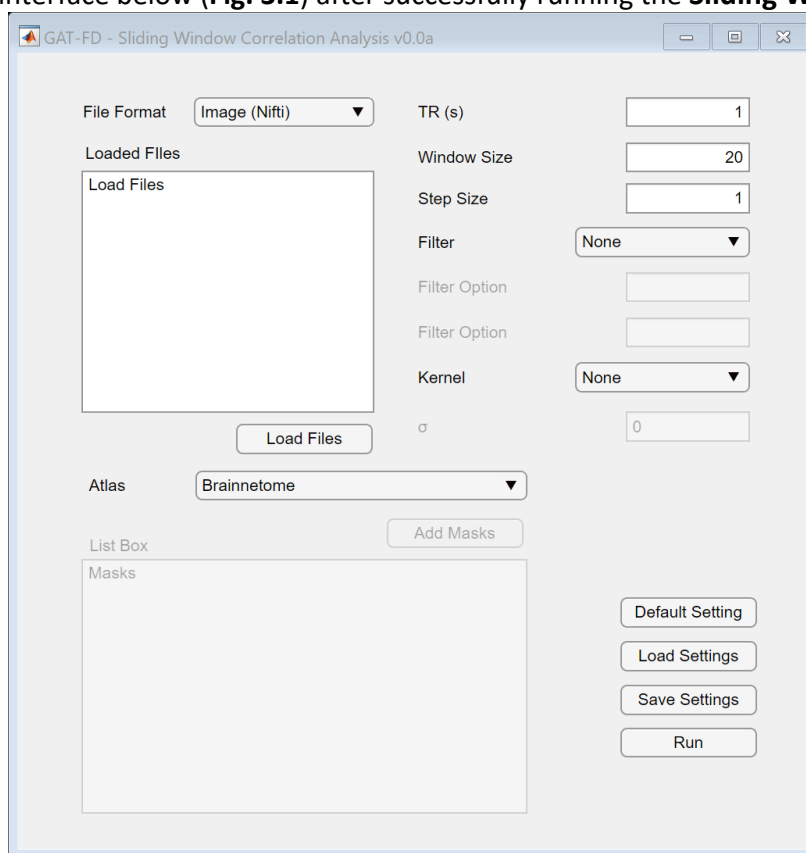 interface below (Fig. 3.1) after successfully running the Sliding W
GAT-FD - Sliding Window Correlation Analysis v0.0a
File Format Image (Nifti) TR (s) 1
Loaded FIles Window Size 20
Load Files Step Size 1
Filter None
Filter Option
Filter Option
Kernel None
Load Files σ 0
Atlas Brainnetome
Add Masks
List Box
Masks
Default Setting
Load Settings
Save Settings
Run